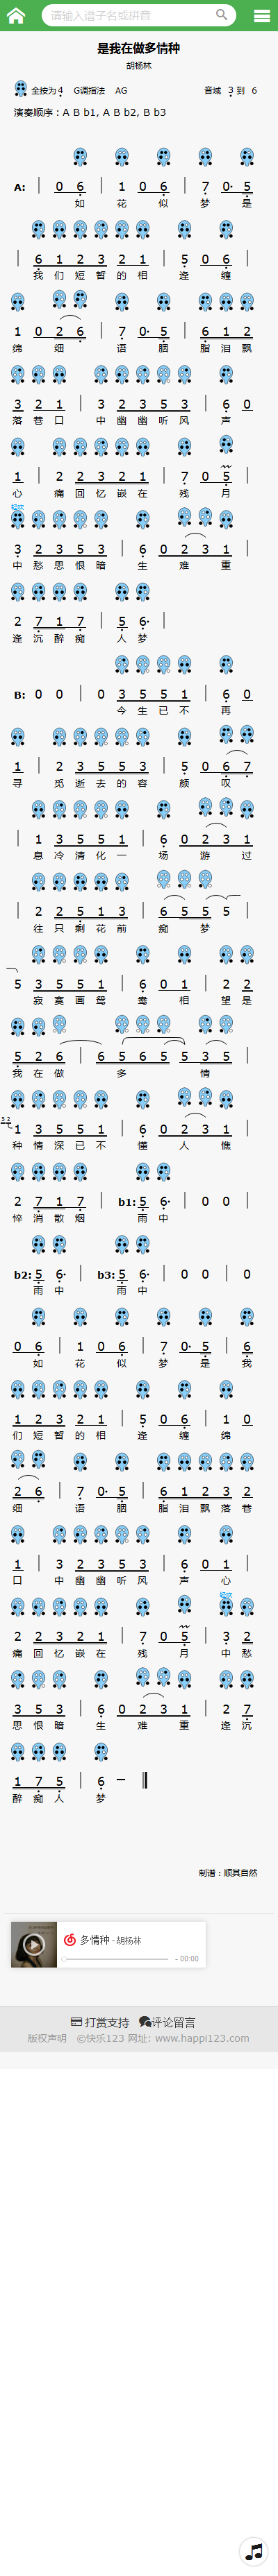 请输入谱子名或拼音
是我在做多情种
胡杨林
全按为4 G调指法 AG 音域 3 到 6
演奏顺序：A B b1, A B b2, B b3
A: | 0 6 | 1 0 6 | 7 0· 5
如 花 似 梦 是
| 6 1 2 3 2 1 | 5 0 6
我 们 短 暂 的 相 逢 缠
1 0 2 6 | 7 0· 5 | 6 1 2
绵 细 语 胭 脂 泪 飘
3 2 1 | 3 2 3 5 3 | 6 0
落 巷 口 中 幽 幽 听 风 声
1 | 2 2 3 2 1 | 7 0 5
心 痛 回 忆 嵌 在 残 月
轻吹
3 2 3 5 3 | 6 0 2 3 1 |
中 愁 思 恨 暗 生 难 重
2 7 1 7 | 5 6· |
逢 沉 醉 痴 人 梦
B: 0 0 | 0 3 5 5 1 | 6 0
今 生 已 不 再
1 | 2 3 5 5 3 | 5 0 6 7
寻 觅 逝 去 的 容 颜 叹
| 1 3 5 5 1 | 6 0 2 3 1
息 冷 清 化 一 场 游 过
| 2 2 5 1 3 | 6 5 5 5
往 只 剩 花 前 痴 梦
5 3 5 5 1 | 6 0 1 | 2 2
寂 寞 画 鸳 鸯 相 望 是
5 2 6 | 6 5 6 5 5 3 5 |
我 在 做 多 情
1 3 5 5 1 | 6 0 2 3 1 |
种 情 深 已 不 懂 人 憔
2 7 1 7 b1: 5 6· | 0 0 |
悴 消 散 烟 雨 中
b2: 5 6· | b3: 5 6· | 0 0 | 0
雨 中 雨 中
0 6 | 1 0 6 | 7 0· 5 | 6
如 花 似 梦 是 我
1 2 3 2 1 | 5 0 6 | 1 0
们 短 暂 的 相 逢 缠 绵
2 6 | 7 0· 5 | 6 1 2 3 2
细 语 胭 脂 泪 飘 落 巷
1 | 3 2 3 5 3 | 6 0 1 |
口 中 幽 幽 听 风 声 心
轻吹
2 2 3 2 1 | 7 0 5 | 3 2
痛 回 忆 嵌 在 残 月 中 愁
3 5 3 | 6 0 2 3 1 | 2 7
思 恨 暗 生 难 重 逢 沉
1 7 5 | 6 –
醉 痴 人 梦
制谱：顺其自然
多情种 - 胡杨林
- 00:00
打赏支持 评论留言
版权声明 ©快乐123 网址：www.happi123.com